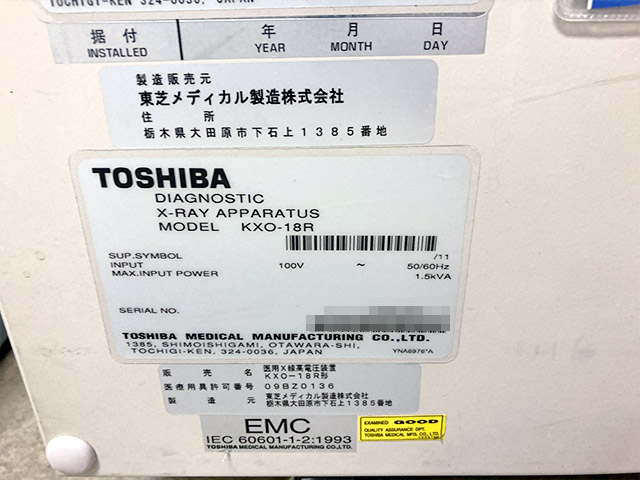 TOCHIGI-KEN 324-0036, JAPAN
据付 年 月 日
INSTALLED YEAR MONTH DAY
製造販売元
東芝メディカル製造株式会社
住 所
栃木県大田原市下石上1385番地
TOSHIBA
DIAGNOSTIC
X-RAY APPARATUS
MODEL KXO-18R
SUP.SYMBOL /11
INPUT 100V ~ 50/60Hz
MAX.INPUT POWER 1.5kVA
SERIAL NO.
TOSHIBA MEDICAL MANUFACTURING CO.,LTD.
1385, SHIMOISHIGAMI, OTAWARA-SHI,
TOCHIGI-KEN, 324-0036, JAPAN YNA6976*A
販売名 医用X線高電圧装置
KXO-18R形
医療用具許可番号 09BZ0136
製造元 東芝メディカル製造株式会社
栃木県大田原市下石上1385番地
EMC
IEC 60601-1-2:1993
TOSHIBA MEDICAL MANUFACTURING CO.,LTD.
EXAMINED GOOD
QUALITY ASSURANCE DPT.
TOSHIBA MEDICAL MFG. CO., LTD.